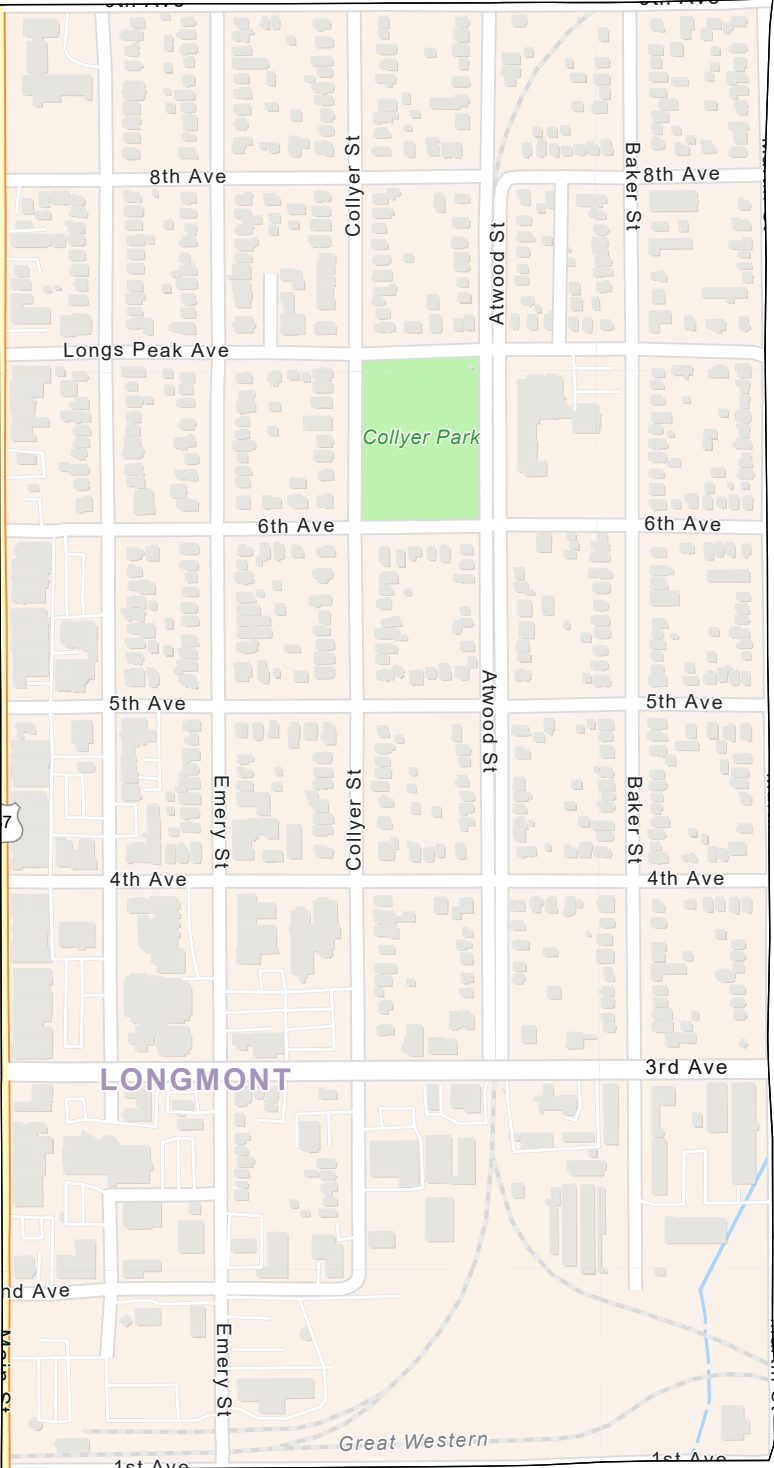 8th Ave
8th Ave
Collyer St
Baker St
Atwood St
Longs Peak Ave
Collyer Park
6th Ave
6th Ave
5th Ave
5th Ave
Atwood St
Emery St
Collyer St
Baker St
7
4th Ave
4th Ave
3rd Ave
LONGMONT
nd Ave
Emery St
Great Western
1st Ave
1st Ave